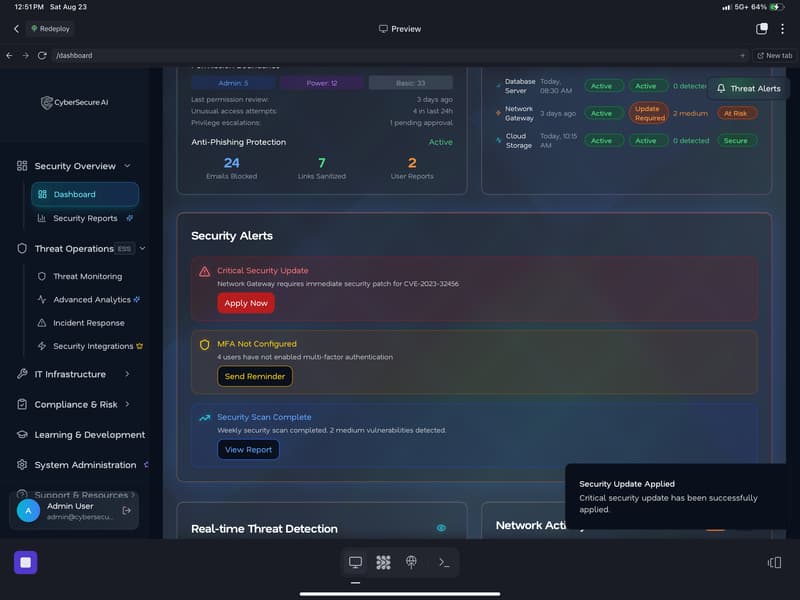 12:51 PM Sat Aug 23
5G+ 64%
Redeploy
Preview
/dashboard
New tab
CyberSecure AI
Threat Alerts
Security Overview
Dashboard
Security Reports
Threat Operations ESS
Threat Monitoring
Advanced Analytics
Incident Response
Security Integrations
IT Infrastructure
Compliance & Risk
Learning & Development
System Administration
Support & Resources
A
Admin User
admin@cybersecu...
Admin: 5
Power: 12
Basic: 33
Last permission review: 3 days ago
Unusual access attempts: 4 in last 24h
Privilege escalations: 1 pending approval
Anti-Phishing Protection Active
24 7 2
Emails Blocked Links Sanitized User Reports
Database Server Today, 08:30 AM Active Active 0 detected
Network Gateway 3 days ago Active Update Required 2 medium At Risk
Cloud Storage Today, 10:15 AM Active Active 0 detected Secure
Security Alerts
Critical Security Update
Network Gateway requires immediate security patch for CVE-2023-32456
Apply Now
MFA Not Configured
4 users have not enabled multi-factor authentication
Send Reminder
Security Scan Complete
Weekly security scan completed. 2 medium vulnerabilities detected.
View Report
Security Update Applied
Critical security update has been successfully
applied.
Real-time Threat Detection